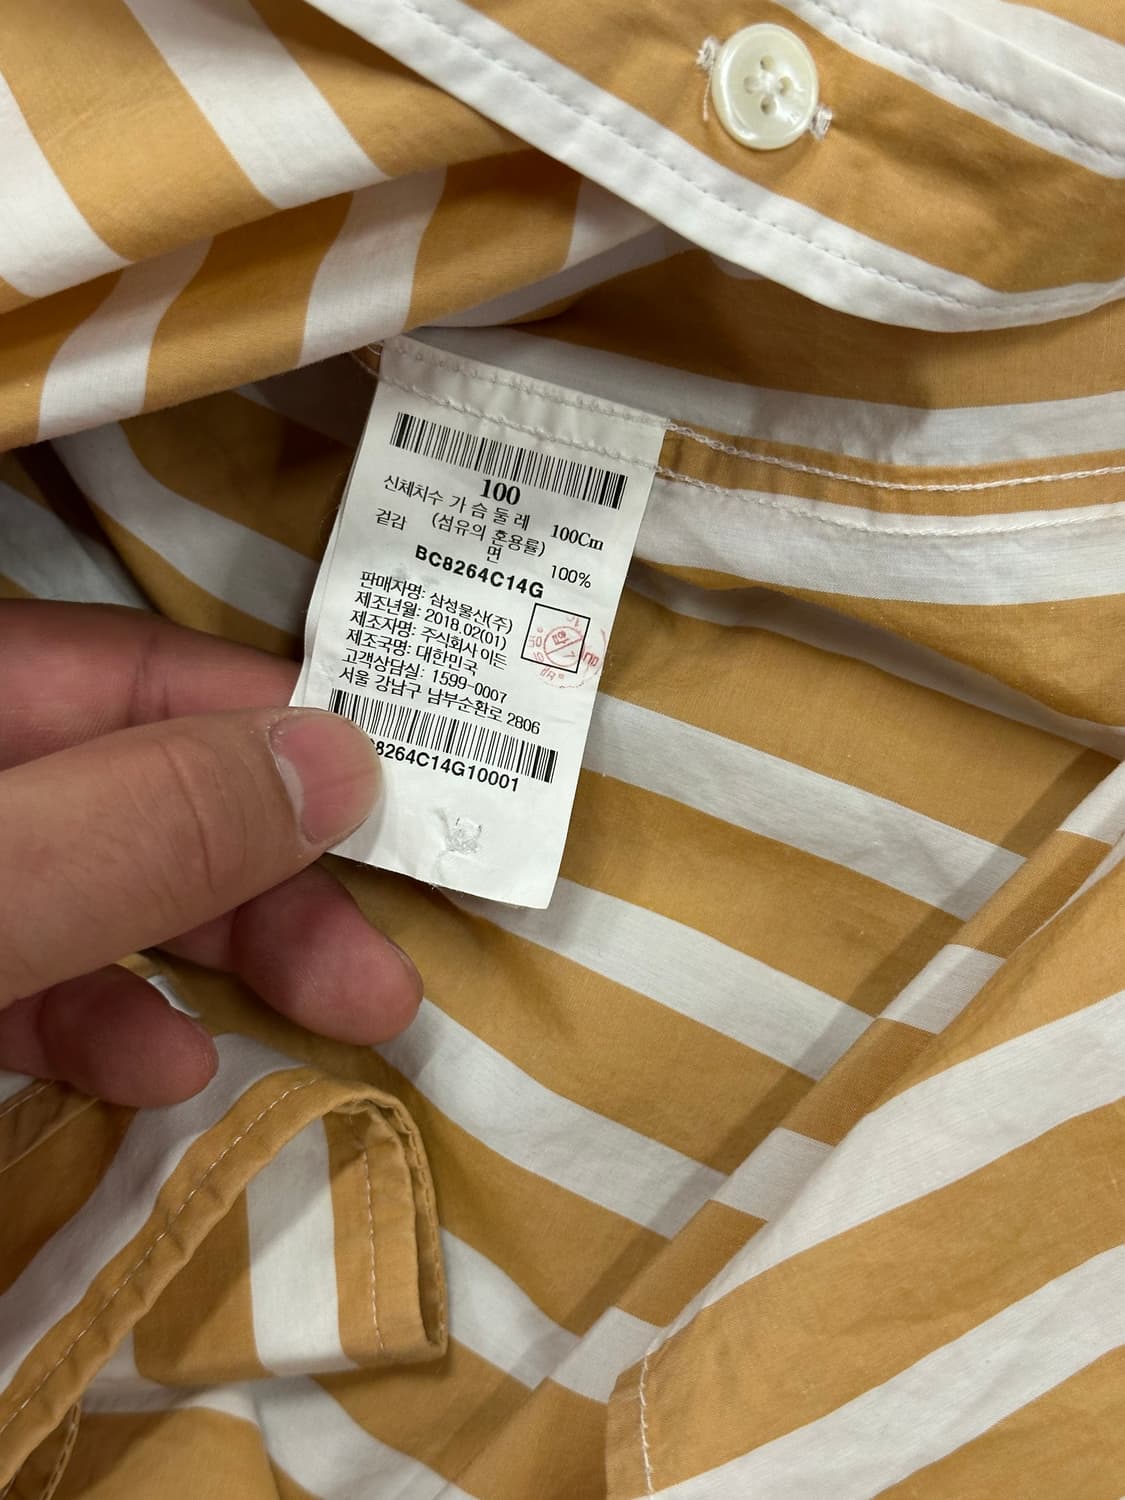 100
신체치수 가슴둘레 100Cm
(섬유의 혼용률)
겉감 면 100%
BC8264C14G
판매자명: 삼성물산(주)
제조년월: 2018.02(01)
제조자명: 주식회사 이든
제조국명: 대한민국
고객상담실: 1599-0007
서울 강남구 남부순환로 2806
8264C14G10001